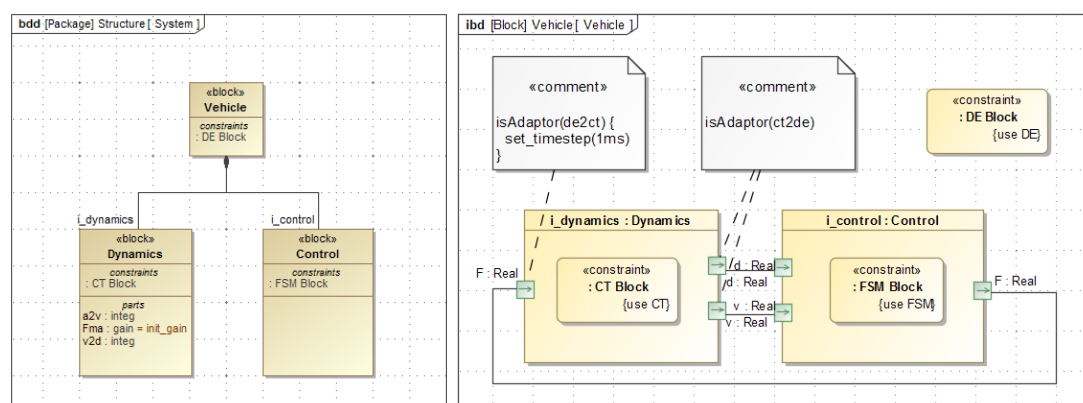 bdd [Package] Structure [ System ]
«block»
Vehicle
constraints
: DE Block
i_dynamics
i_control
«block»
Dynamics
constraints
: CT Block
parts
a2v : integ
Fma : gain = init_gain
v2d : integ
«block»
Control
constraints
: FSM Block
ibd [Block] Vehicle [ Vehicle ]
«comment»
isAdaptor(de2ct) {
set_timestep(1ms)
}
«comment»
isAdaptor(ct2de)
«constraint»
: DE Block
{use DE}
i_dynamics : Dynamics
F : Real
«constraint»
: CT Block
{use CT}
d : Real
d : Real
v : Real
v : Real
i_control : Control
«constraint»
: FSM Block
{use FSM}
F : Real